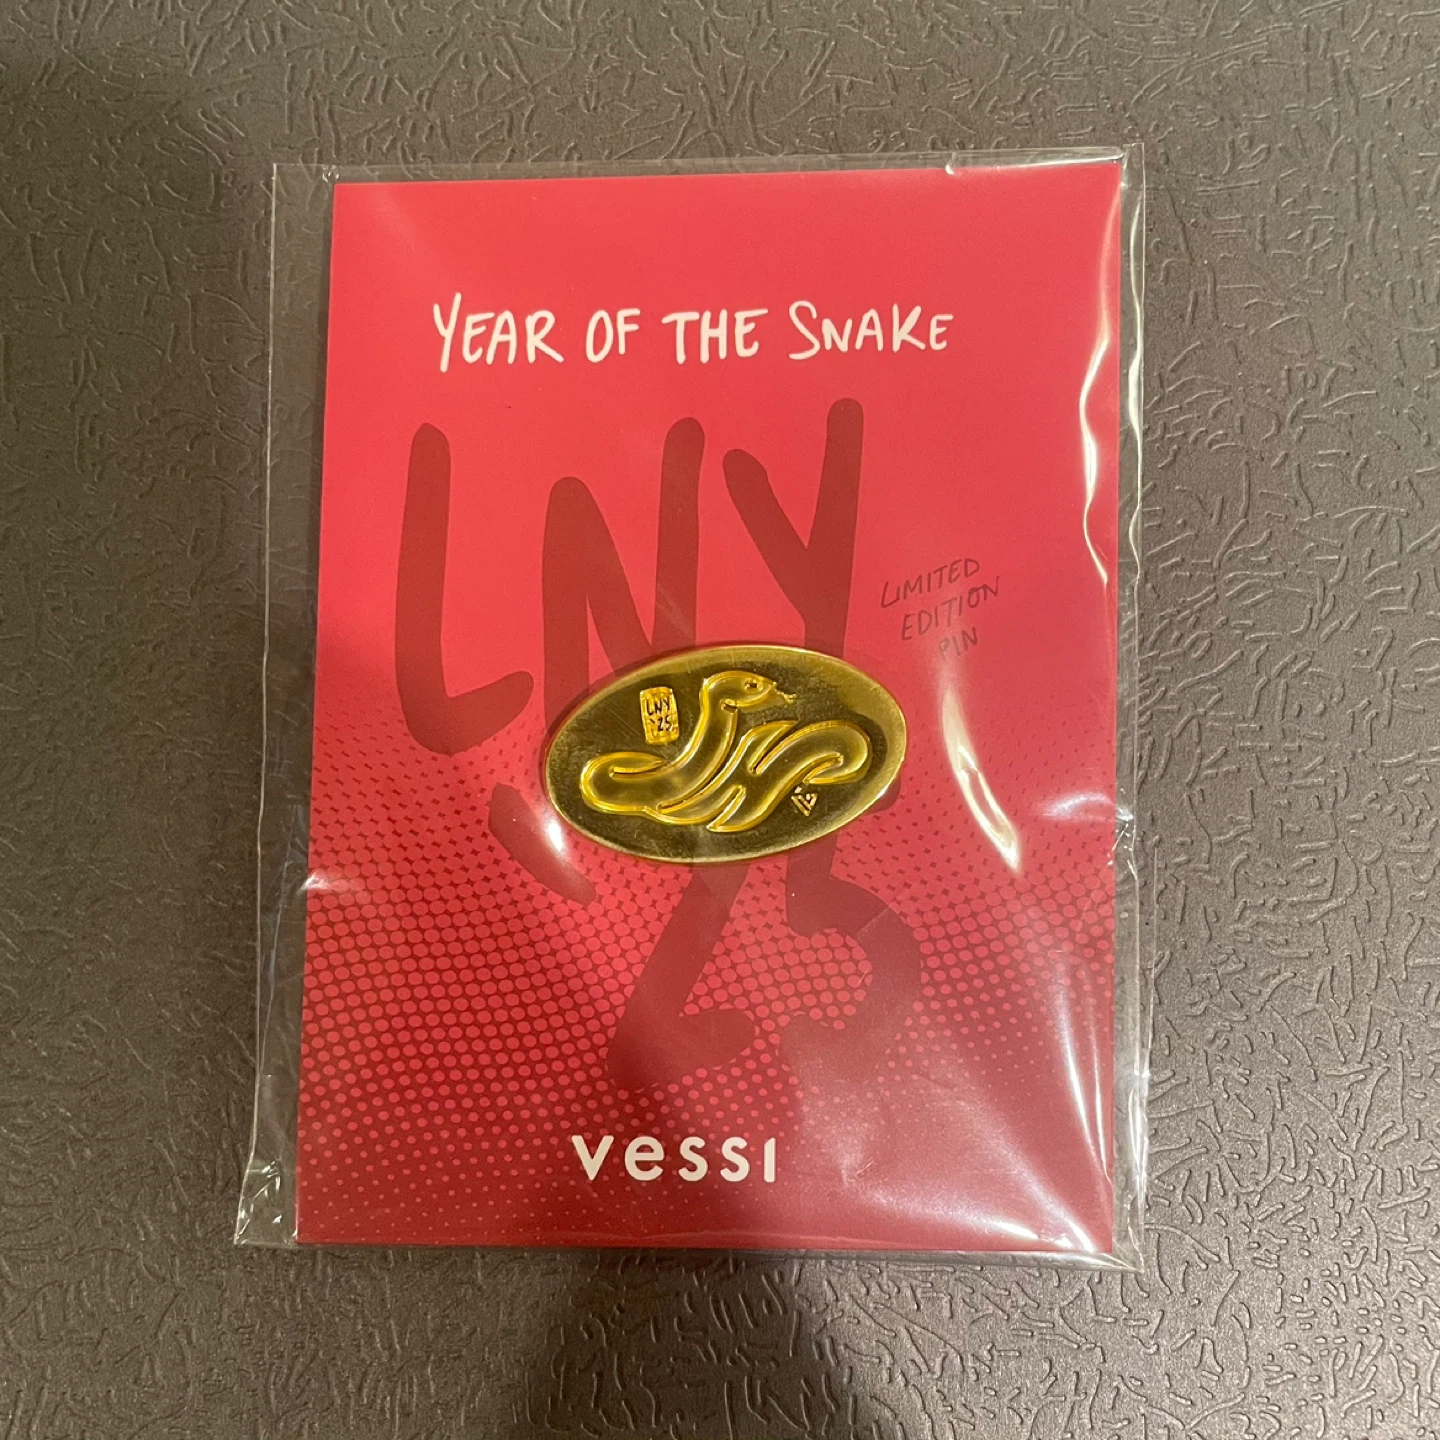 YEAR OF THE SNAKE
LNY
'25
LIMITED
EDITION
PIN
LNY
'25
vessi